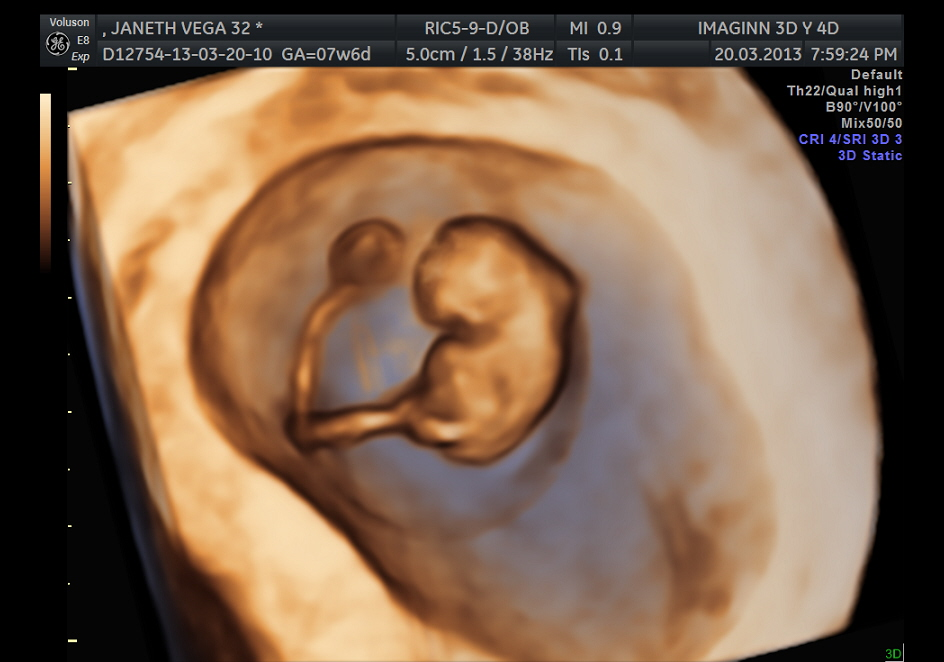 Voluson
E8
Exp
, JANETH VEGA 32 *
RIC5-9-D/OB
MI 0.9
IMAGINN 3D Y 4D
D12754-13-03-20-10 GA=07w6d
5.0cm / 1.5 / 38Hz
TIs 0.1
20.03.2013 7:59:24 PM
Default
Th22/Qual high1
B90°/V100°
Mix50/50
CRI 4/SRI 3D 3
3D Static
3D